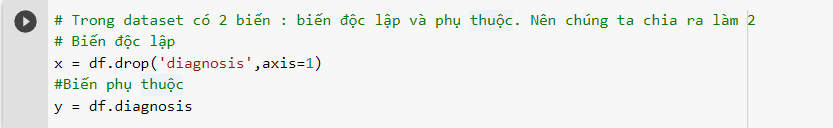 # Trong dataset có 2 biến : biến độc lập và phụ thuộc. Nên chúng ta chia ra làm 2
# Biến độc lập
x = df.drop('diagnosis',axis=1)
#Biến phụ thuộc
y = df.diagnosis